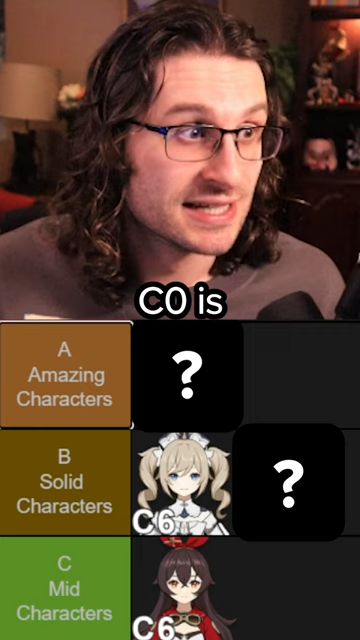 C0 is
A
Amazing
Characters
?
B
Solid
Characters
C6
?
C
Mid
Characters
C6